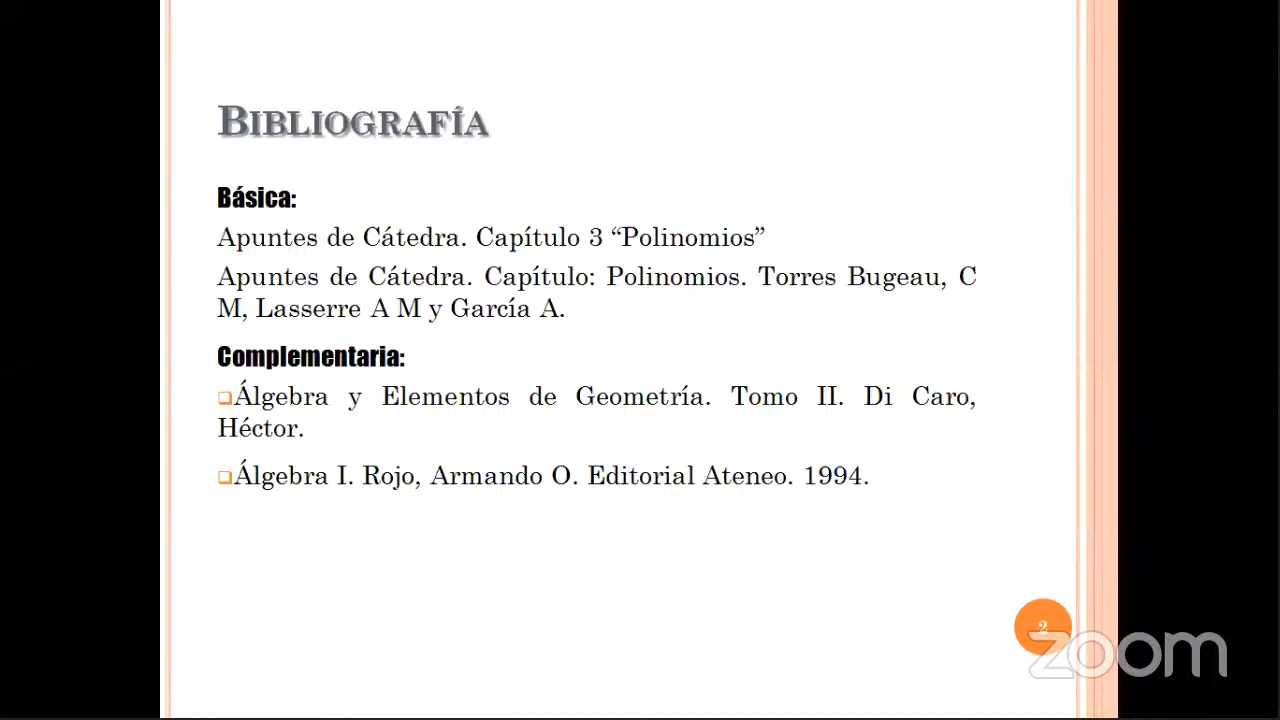 BIBLIOGRAFÍA
Básica:
Apuntes de Cátedra. Capítulo 3 “Polinomios”
Apuntes de Cátedra. Capítulo: Polinomios. Torres Bugeau, C
M, Lasserre A M y García A.
Complementaria:
Álgebra y Elementos de Geometría. Tomo II. Di Caro,
Héctor.
Álgebra I. Rojo, Armando O. Editorial Ateneo. 1994.
2
zoom